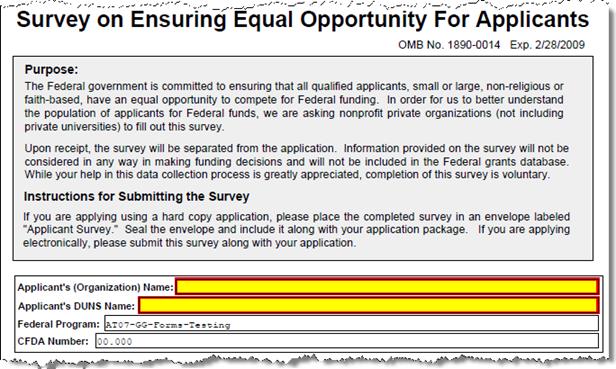 Survey on Ensuring Equal Opportunity For Applicants
OMB No. 1890-0014 Exp. 2/28/2009
Purpose:
The Federal government is committed to ensuring that all qualified applicants, small or large, non-religious or
faith-based, have an equal opportunity to compete for Federal funding. In order for us to better understand
the population of applicants for Federal funds, we are asking nonprofit private organizations (not including
private universities) to fill out this survey.
Upon receipt, the survey will be separated from the application. Information provided on the survey will not be
considered in any way in making funding decisions and will not be included in the Federal grants database.
While your help in this data collection process is greatly appreciated, completion of this survey is voluntary.
Instructions for Submitting the Survey
If you are applying using a hard copy application, please place the completed survey in an envelope labeled
"Applicant Survey." Seal the envelope and include it along with your application package. If you are applying
electronically, please submit this survey along with your application.
Applicant's (Organization) Name:
Applicant's DUNS Name:
Federal Program: AT07-GG-Forms-Testing
CFDA Number: 00.000